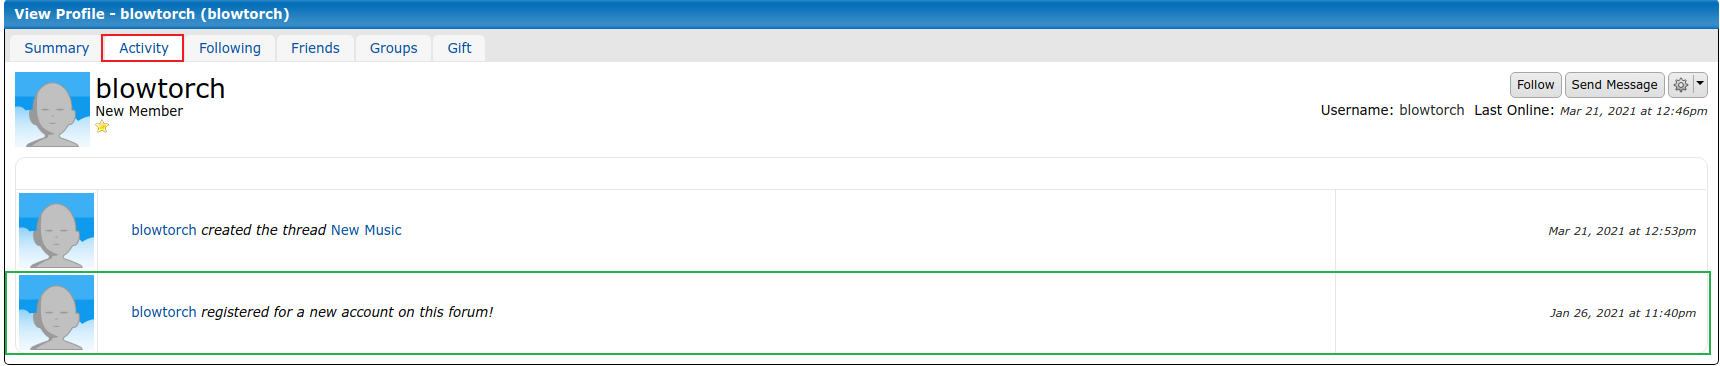 View Profile - blowtorch (blowtorch)
Summary Activity Following Friends Groups Gift
blowtorch
New Member
Follow Send Message
Username: blowtorch Last Online: Mar 21, 2021 at 12:46pm
blowtorch created the thread New Music Mar 21, 2021 at 12:53pm
blowtorch registered for a new account on this forum! Jan 26, 2021 at 11:40pm